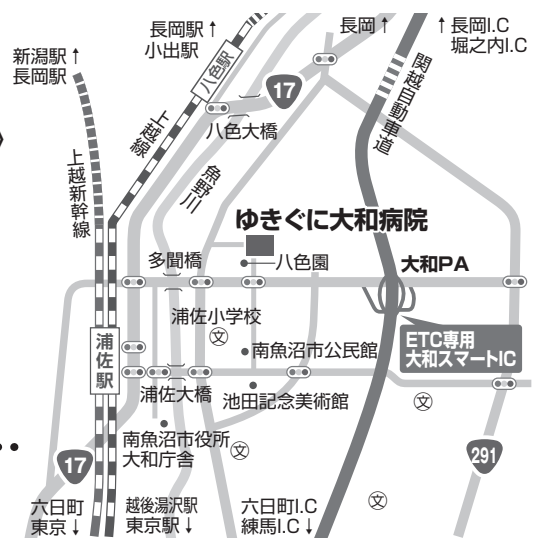 長岡駅↑
小出駅
長岡↑
↑長岡I.C
堀之内I.C
新潟駅↑
長岡駅
八色駅
17
関越自動車道
八色大橋
上越線
上越新幹線
魚野川
ゆきぐに大和病院
多聞橋
八色園
大和PA
浦佐小学校
文
ETC専用
大和スマートIC
浦佐駅
南魚沼市公民館
浦佐大橋
池田記念美術館
文
南魚沼市役所
大和庁舎
文
17
291
文
六日町
東京↓
越後湯沢駅
東京駅↓
六日町I.C
練馬I.C↓